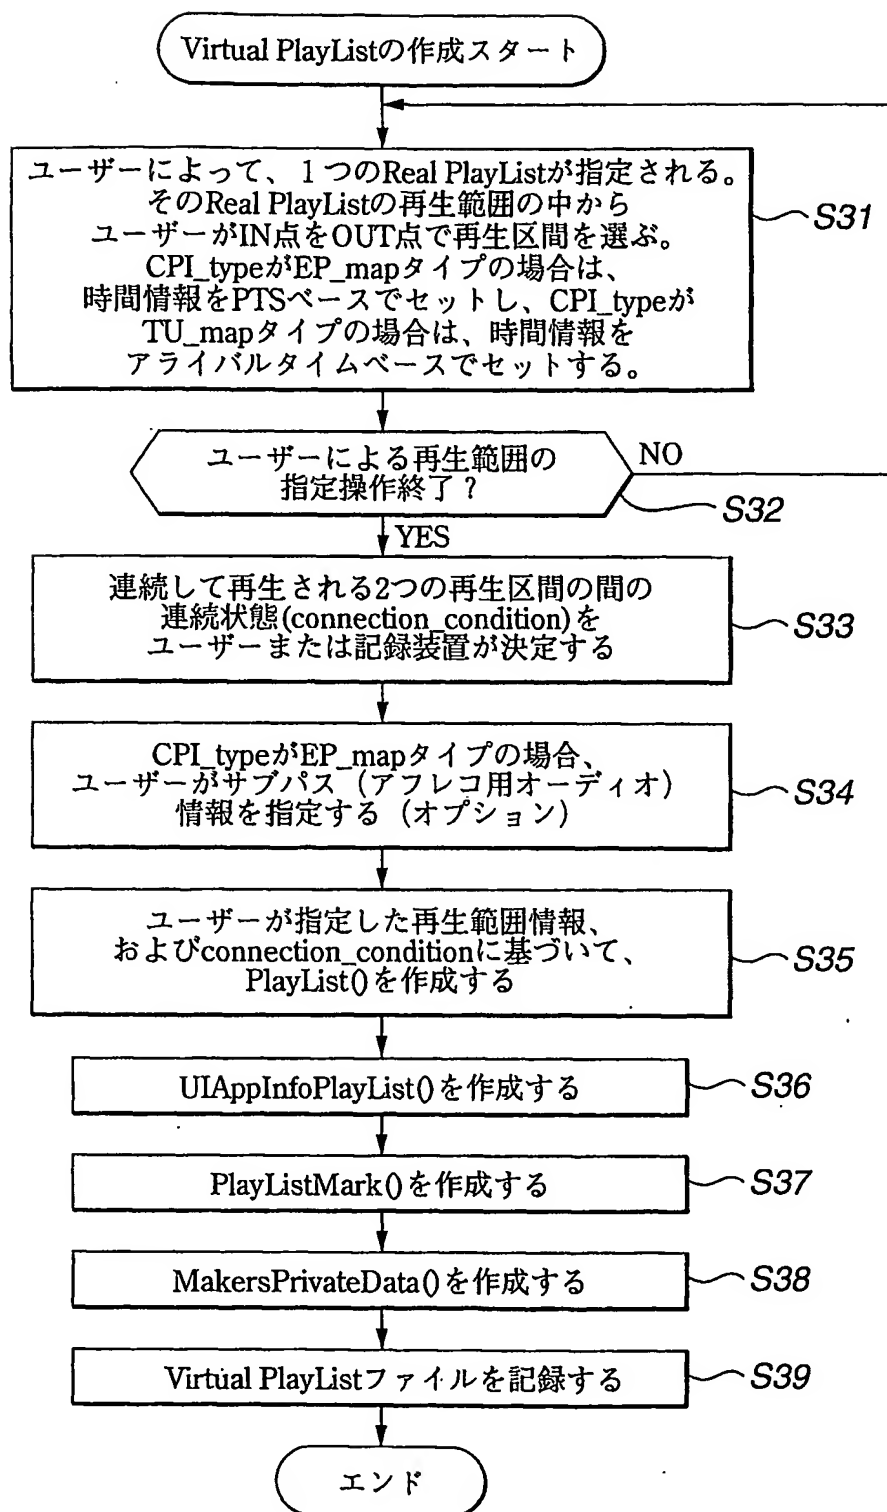 Virtual PlayListの作成スタート
ユーザーによって、1つのReal PlayListが指定される。
そのReal PlayListの再生範囲の中から
ユーザーがIN点をOUT点で再生区間を選ぶ。
CPI_typeがEP_mapタイプの場合は、
時間情報をPTSベースでセットし、CPI_typeが
TU_mapタイプの場合は、時間情報を
アライバルタイムベースでセットする。
S31
ユーザーによる再生範囲の
指定操作終了?
NO
S32
YES
連続して再生される2つの再生区間の間の
連続状態(connection_condition)を
ユーザーまたは記録装置が決定する
S33
CPI_typeがEP_mapタイプの場合、
ユーザーがサブパス（アフレコ用オーディオ）
情報を指定する（オプション）
S34
ユーザーが指定した再生範囲情報、
およびconnection_conditionに基づいて、
PlayList()を作成する
S35
UIAppInfoPlayList()を作成する
S36
PlayListMark()を作成する
S37
MakersPrivateData()を作成する
S38
Virtual PlayListファイルを記録する
S39
エンド